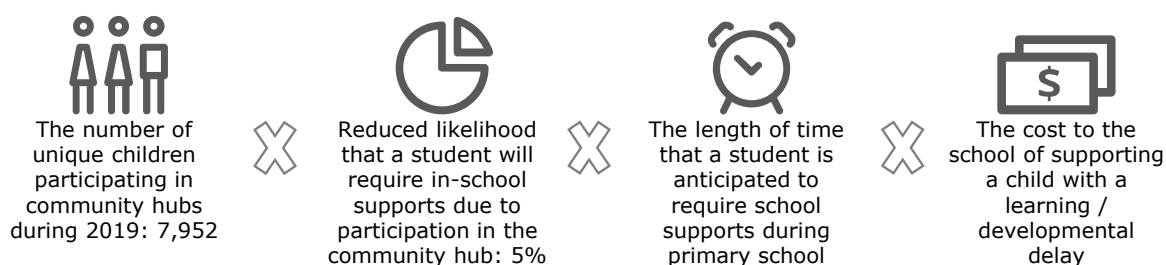 The number of
unique children
participating in
community hubs
during 2019: 7,952
Reduced likelihood
that a student will
require in-school
supports due to
participation in the
community hub: 5%
The length of time
that a student is
anticipated to
require school
supports during
primary school
$
The cost to the
school of supporting
a child with a
learning /
developmental
delay